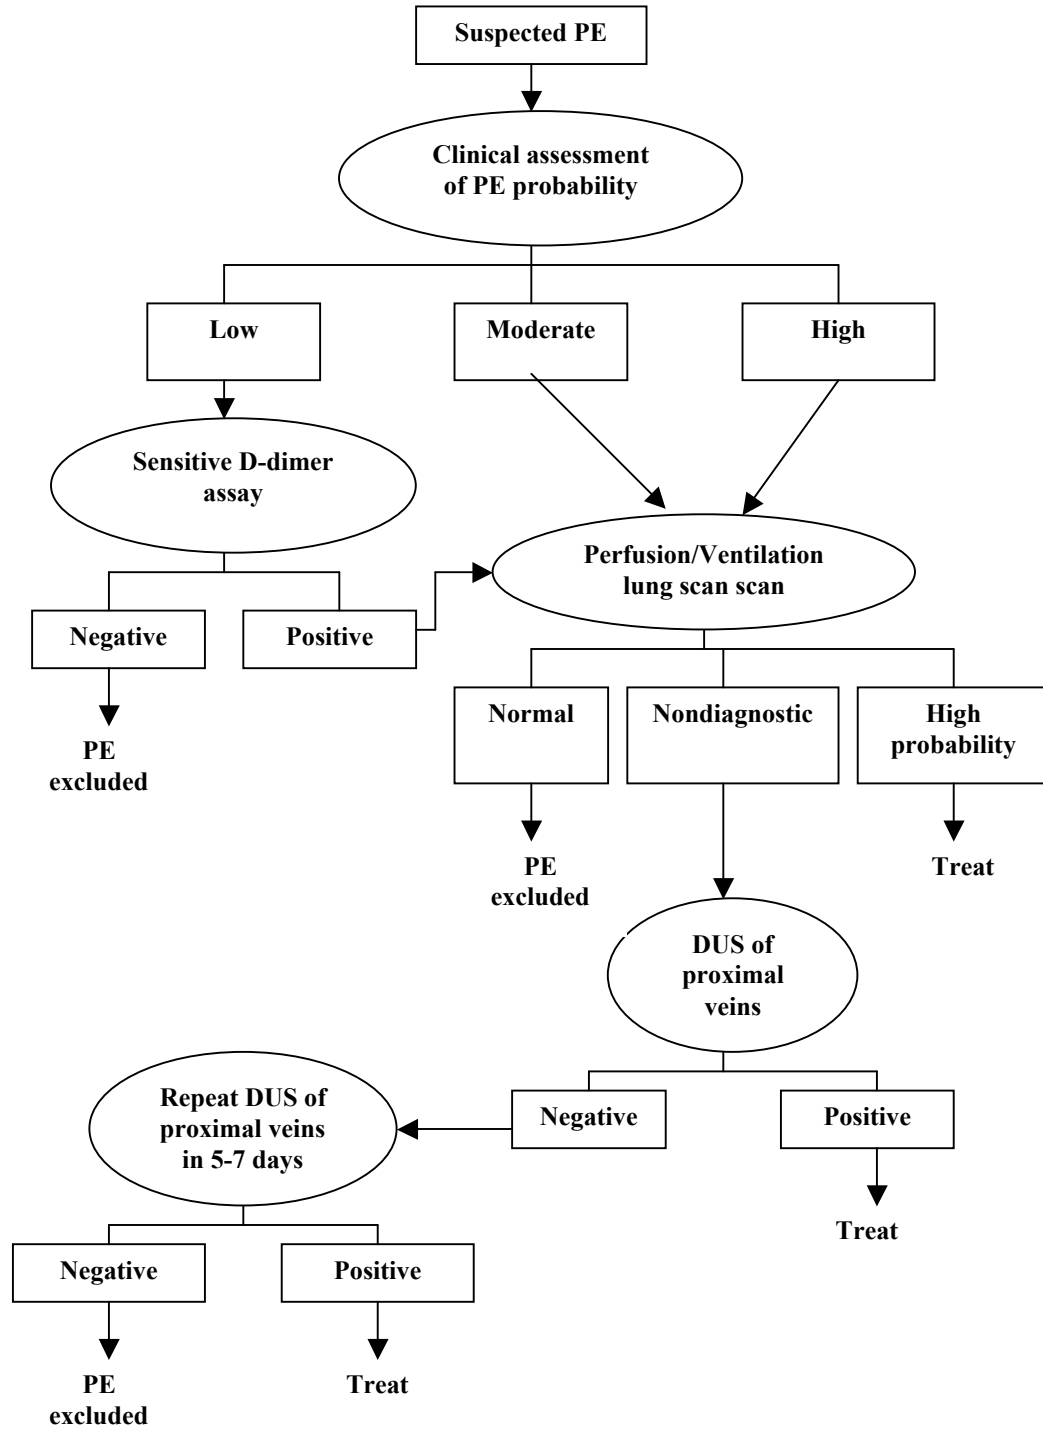 Suspected PE
Clinical assessment
of PE probability
Low
Moderate
High
Sensitive D-dimer
assay
Perfusion/Ventilation
lung scan scan
Negative
Positive
Normal
Nondiagnostic
High
probability
PE
excluded
PE
excluded
Treat
DUS of
proximal
veins
Repeat DUS of
proximal veins
in 5-7 days
Negative
Positive
Treat
Negative
Positive
PE
excluded
Treat